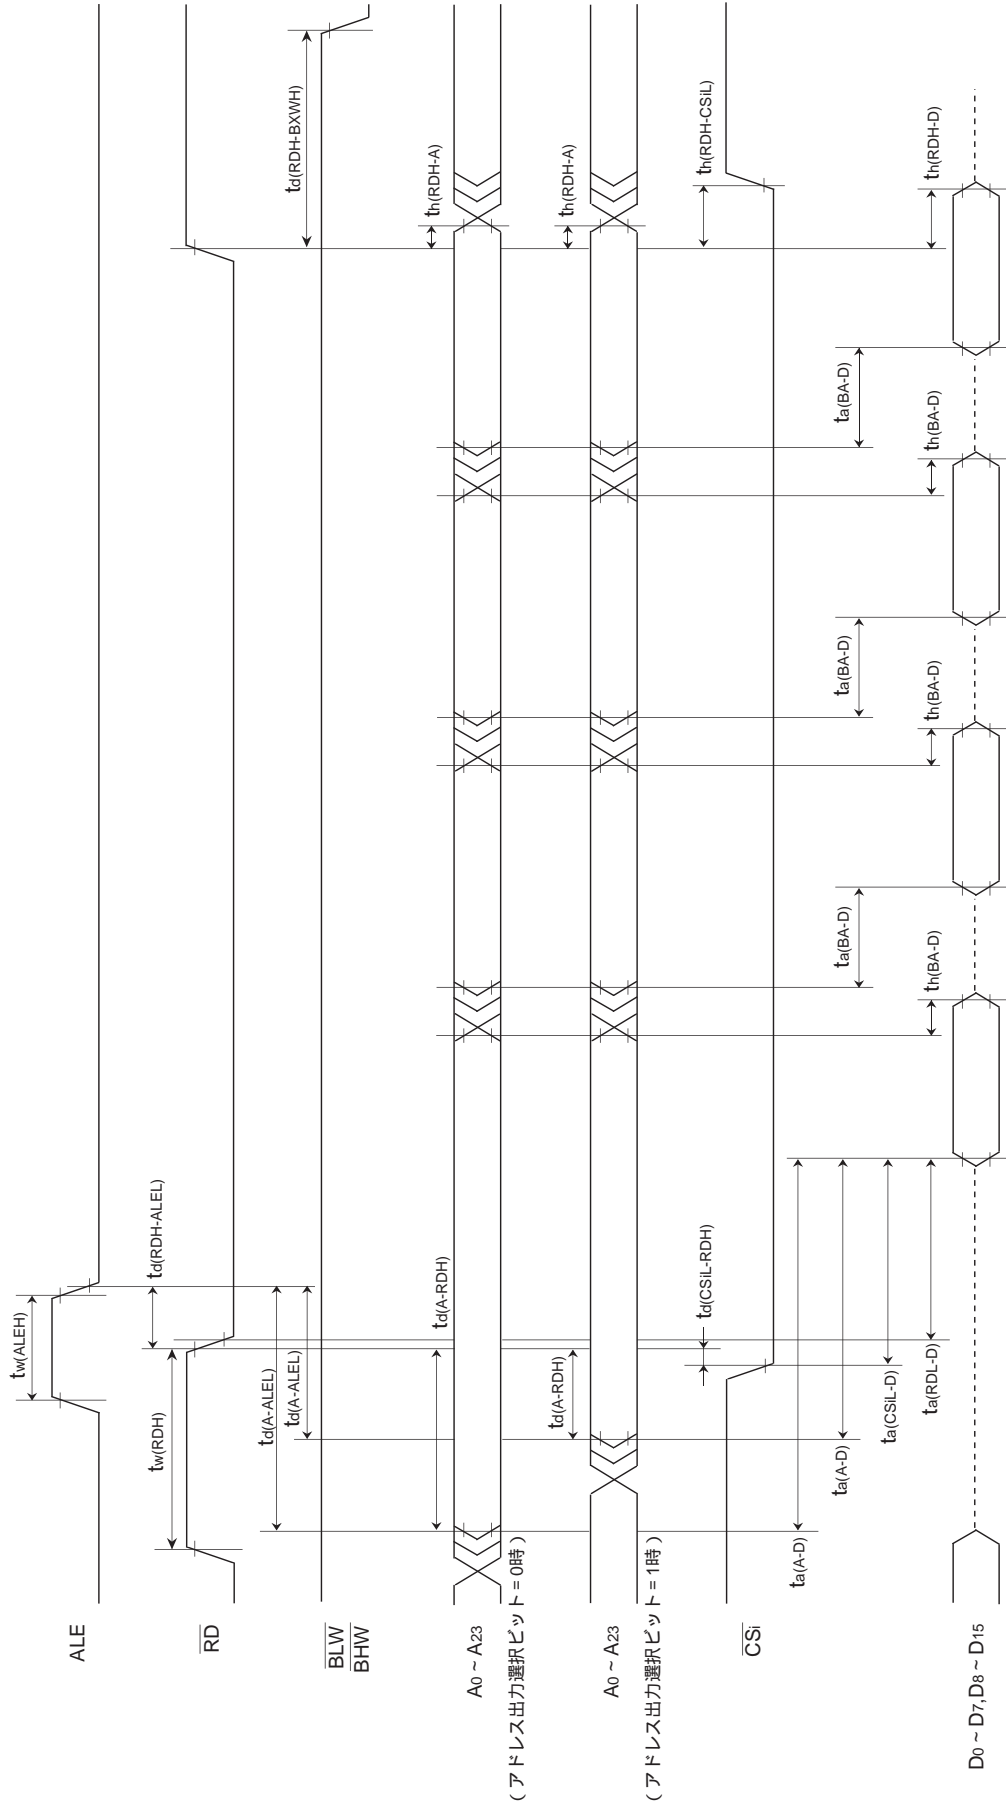 ALE
tw(ALEH)
td(RDH-ALEL)
RD
tw(RDH)
BLW
BHW
td(A-ALEL)
td(A-ALEL)
td(RDH-BXWH)
A0 ~ A23
(アドレス出力選択ビット = 0時)
td(A-RDH)
th(RDH-A)
A0 ~ A23
(アドレス出力選択ビット = 1時)
td(A-RDH)
th(RDH-A)
CSi
td(CSiL-RDH)
th(RDH-CSiL)
ta(A-D)
ta(A-D)
ta(BA-D)
ta(BA-D)
ta(BA-D)
ta(CSiL-D)
ta(RDL-D)
th(BA-D)
th(BA-D)
th(BA-D)
th(RDH-D)
D0 ~ D7,D8 ~ D15